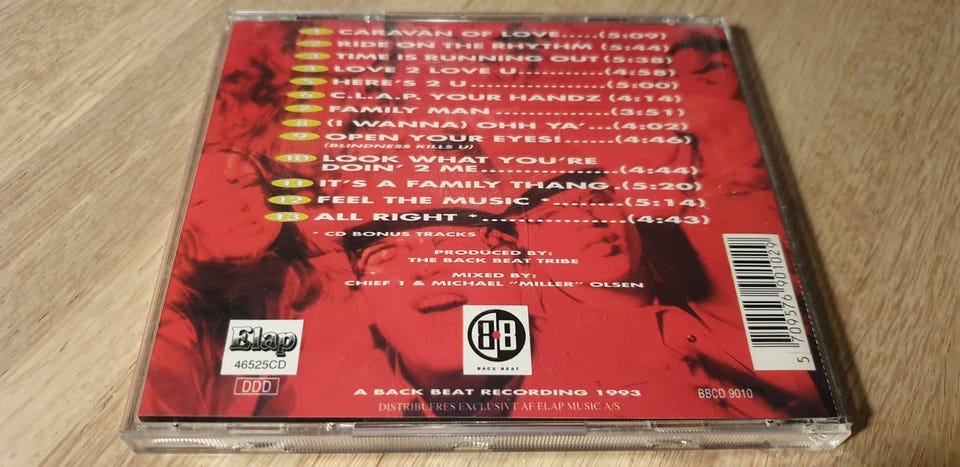 1 CARAVAN OF LOVE.....(5:09)
2 RIDE ON THE RHYTHM (5:44)
3 TIME IS RUNNING OUT (5:38)
4 LOVE 2 LOVE U..........(4:58)
5 HERE'S 2 U..................(5:00)
6 C.L.A.P. YOUR HANDZ (4:14)
7 FAMILY MAN...................(3:51)
8 (I WANNA) OHH YA'...(4:02)
9 OPEN YOUR EYES!.......(4:46)
(BLINDNESS KILLS U)
10 LOOK WHAT YOU'RE
DOIN' 2 ME.................(4:44)
11 IT'S A FAMILY THANG.(5:20)
12 FEEL THE MUSIC *.........(5:14)
13 ALL RIGHT *......................(4:43)
* CD BONUS TRACKS
PRODUCED BY:
THE BACK BEAT TRIBE
MIXED BY:
CHIEF 1 & MICHAEL "MILLER" OLSEN
Elap
46525CD
DDD
BB
BACK BEAT
5 709576 901029
A BACK BEAT RECORDING 1993
BBCD 9010
DISTRIBUERES EXCLUSIVT AF ELAP MUSIC A/S